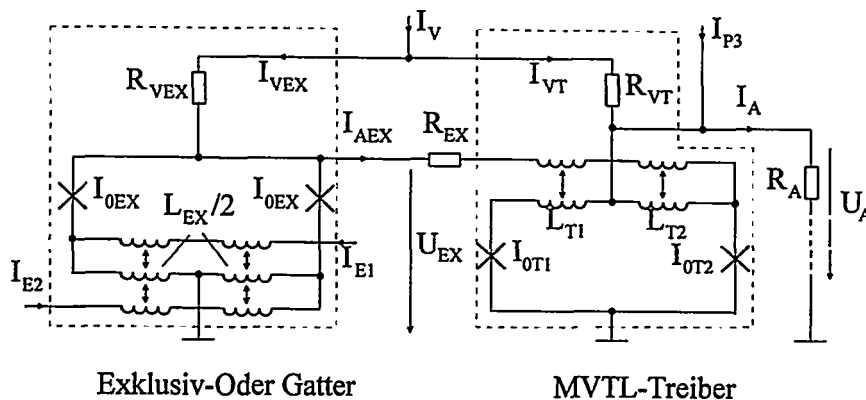 I_V
I_P3
R_VEX
I_VEX
I_VT
R_VT
I_A
I_AEX
R_EX
R_A
I_0EX
I_0EX
L_EX/2
U_A
L_T1
L_T2
I_E2
I_E1
U_EX
I_0T1
I_0T2
Exklusiv-Oder Gatter
MVTL-Treiber